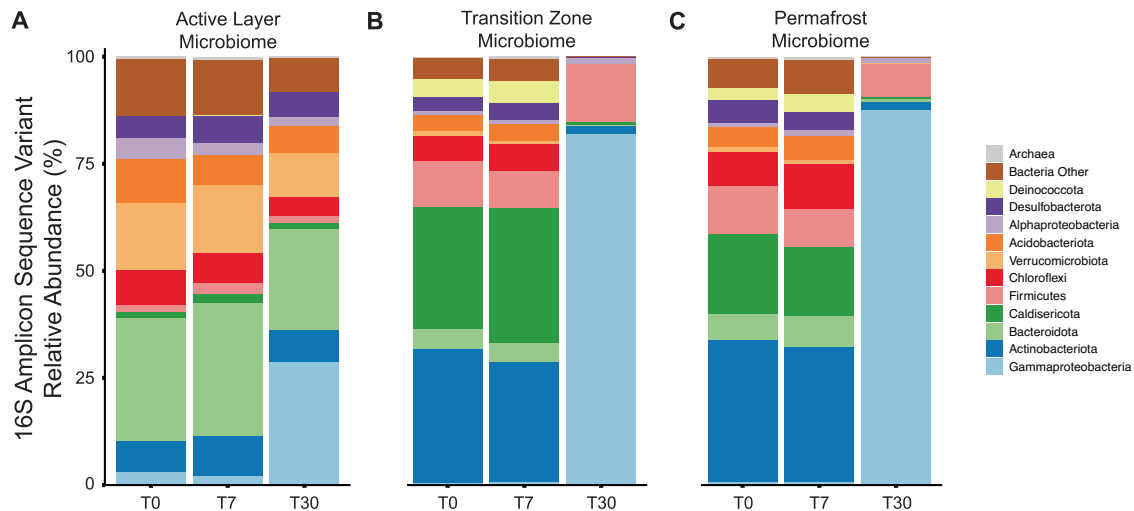 A
Active Layer
Microbiome
B
Transition Zone
Microbiome
C
Permafrost
Microbiome
16S Amplicon Sequence Variant
Relative Abundance (%)
100
75
50
25
0
T0 T7 T30
T0 T7 T30
T0 T7 T30
Archaea
Bacteria Other
Deinococcota
Desulfobacterota
Alphaproteobacteria
Acidobacteriota
Verrucomicrobiota
Chloroflexi
Firmicutes
Caldisericota
Bacteroidota
Actinobacteriota
Gammaproteobacteria